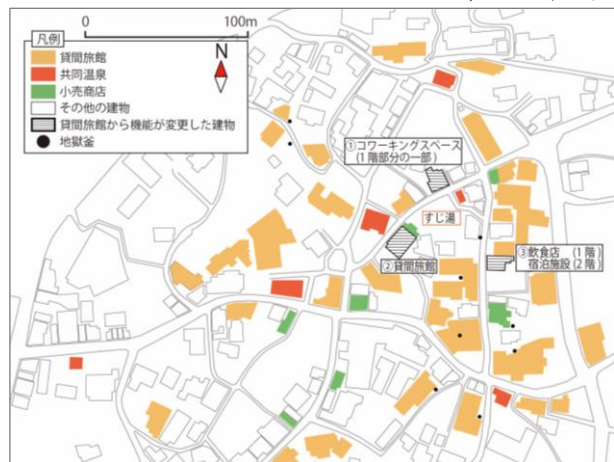 0 100m
凡例
N
貸間旅館
共同温泉
小売商店
その他の建物
貸間旅館から機能が変更した建物
地獄釜
①コワーキングスペース
(1階部分の一部)
すじ湯
②貸間旅館
③飲食店 (1階)
宿泊施設(2階)